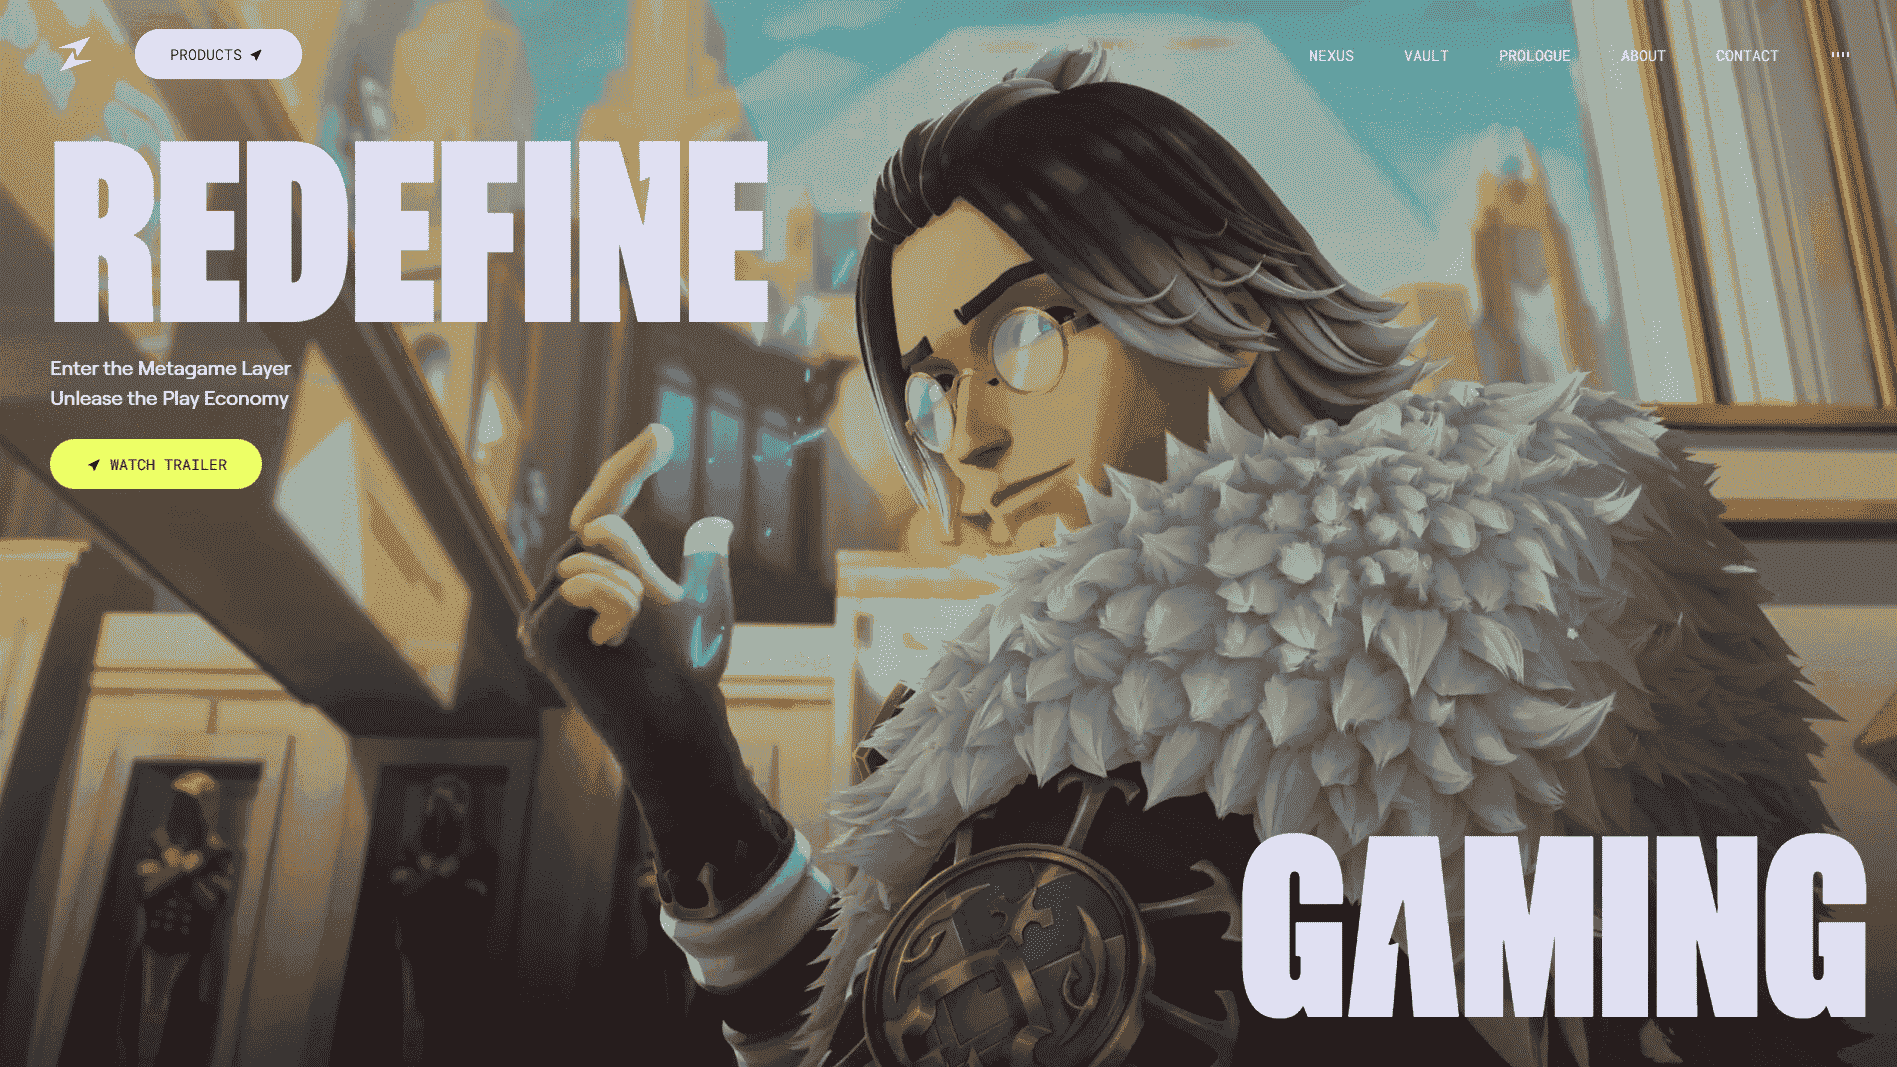 PRODUCTS
NEXUS VAULT PROLOGUE ABOUT CONTACT
REDEFINE
Enter the Metagame Layer
Unlease the Play Economy
WATCH TRAILER
GAMING